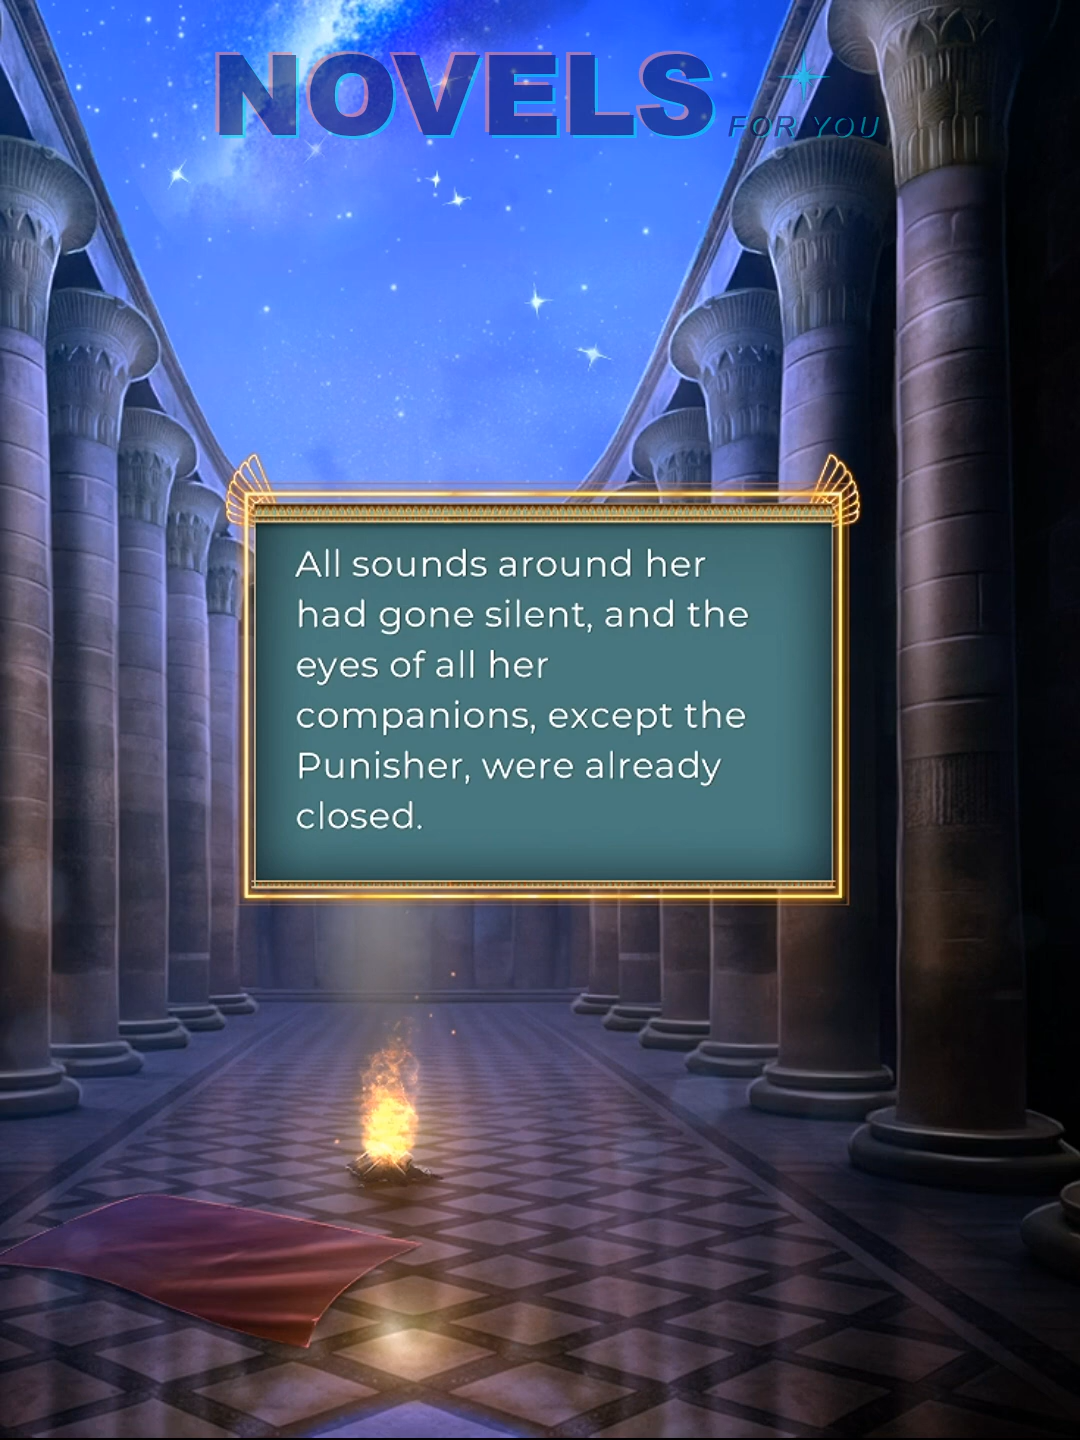 NOVELS
FOR YOU
All sounds around her
had gone silent, and the
eyes of all her
companions, except the
Punisher, were already
closed.